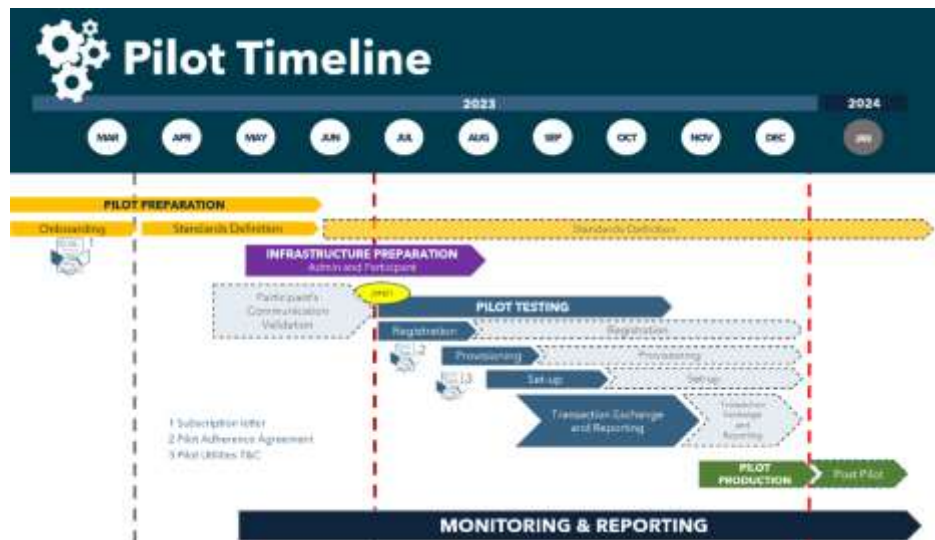 Pilot Timeline
2023
2024
MAR
APR
MAY
JUN
JUL
AUG
SEP
OCT
NOV
DEC
JAN
PILOT PREPARATION
Onboarding
Standards Definition
Standards Definition
1
INFRASTRUCTURE PREPARATION
Admin and Participant
Participant's
Communication
Validation
PILOT TESTING
Registration
Registration
2
Provisioning
Provisioning
3
Set-up
Set-up
Transaction Exchange
and Reporting
Transaction
Exchange
and
Reporting
1 Subscription letter
2 Pilot Adherence Agreement
3 Pilot Utilities T&C
PILOT
PRODUCTION
Post Pilot
MONITORING & REPORTING